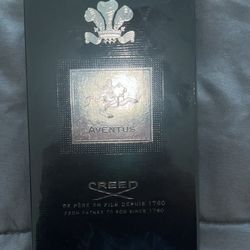 AVENTUS
CREED
DE PÈRE EN FILS DEPUIS 1760
FROM FATHER TO SON SINCE 1760